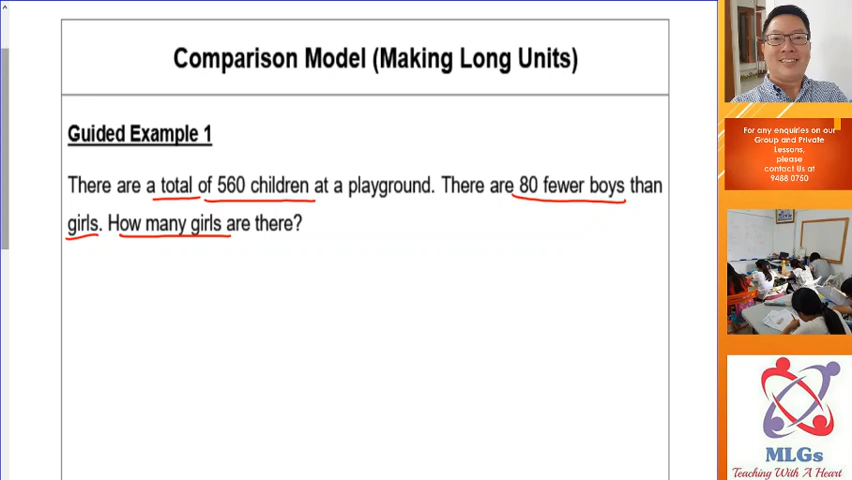 Comparison Model (Making Long Units)
Guided Example 1
There are a total of 560 children at a playground. There are 80 fewer boys than
girls. How many girls are there?
For any enquiries on our
Group and Private
Lessons,
please
contact Us at
9488 0750
MLGs
Teaching With A Heart